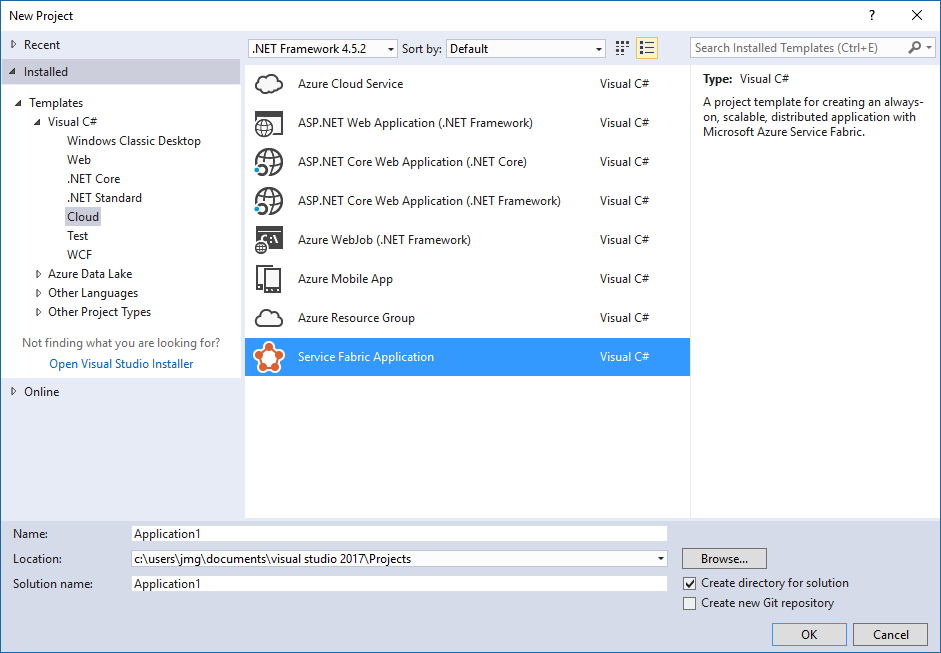 New Project
?
Recent
Installed
Templates
Visual C#
Windows Classic Desktop
Web
.NET Core
.NET Standard
Cloud
Test
WCF
Azure Data Lake
Other Languages
Other Project Types
Not finding what you are looking for?
Open Visual Studio Installer
Online
.NET Framework 4.5.2 Sort by: Default
Azure Cloud Service Visual C#
ASP.NET Web Application (.NET Framework) Visual C#
ASP.NET Core Web Application (.NET Core) Visual C#
ASP.NET Core Web Application (.NET Framework) Visual C#
Azure WebJob (.NET Framework) Visual C#
Azure Mobile App Visual C#
Azure Resource Group Visual C#
Service Fabric Application Visual C#
Search Installed Templates (Ctrl+E)
Type: Visual C#
A project template for creating an always-
on, scalable, distributed application with
Microsoft Azure Service Fabric.
Name: Application1
Location: c:\users\jmg\documents\visual studio 2017\Projects
Browse...
Solution name: Application1
Create directory for solution
Create new Git repository
OK Cancel